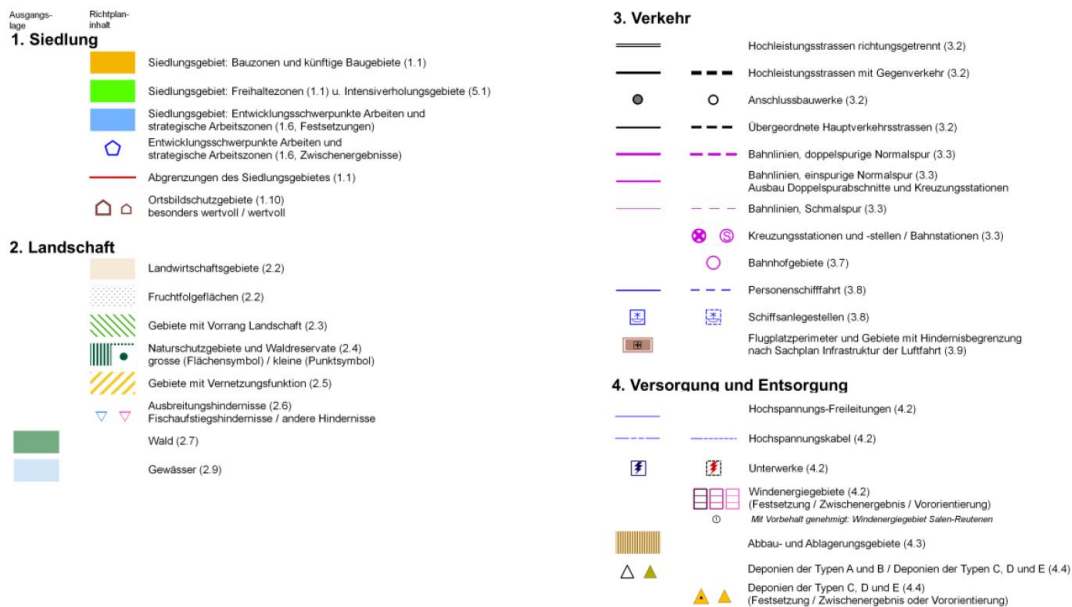 Ausgangs-
lage
Richtplan-
inhalt
1. Siedlung
Siedlungsgebiet: Bauzonen und künftige Baugebiete (1.1)
Siedlungsgebiet: Freihaltezonen (1.1) u. Intensiverholungsgebiete (5.1)
Siedlungsgebiet: Entwicklungsschwerpunkte Arbeiten und
strategische Arbeitszonen (1.6, Festsetzungen)
Entwicklungsschwerpunkte Arbeiten und
strategische Arbeitszonen (1.6, Zwischenergebnisse)
Abgrenzungen des Siedlungsgebietes (1.1)
Ortsbildschutzgebiete (1.10)
besonders wertvoll / wertvoll
2. Landschaft
Landwirtschaftsgebiete (2.2)
Fruchtfolgeflächen (2.2)
Gebiete mit Vorrang Landschaft (2.3)
Naturschutzgebiete und Waldreservate (2.4)
grosse (Flächensymbol) / kleine (Punktsymbol)
Gebiete mit Vernetzungsfunktion (2.5)
Ausbreitungshindernisse (2.6)
Fischaufstiegshindernisse / andere Hindernisse
Wald (2.7)
Gewässer (2.9)
3. Verkehr
Hochleistungsstrassen richtungsgetrennt (3.2)
Hochleistungsstrassen mit Gegenverkehr (3.2)
Anschlussbauwerke (3.2)
Übergeordnete Hauptverkehrsstrassen (3.2)
Bahnlinien, doppelspurige Normalspur (3.3)
Bahnlinien, einspurige Normalspur (3.3)
Ausbau Doppelspurabschnitte und Kreuzungsstationen
Bahnlinien, Schmalspur (3.3)
S
Kreuzungsstationen und -stellen / Bahnstationen (3.3)
Bahnhofgebiete (3.7)
Personenschifffahrt (3.8)
Schiffsanlegestellen (3.8)
Flugplatzperimeter und Gebiete mit Hindernisbegrenzung
nach Sachplan Infrastruktur der Luftfahrt (3.9)
4. Versorgung und Entsorgung
Hochspannungs-Freileitungen (4.2)
Hochspannungskabel (4.2)
Unterwerke (4.2)
Windenergiegebiete (4.2)
(Festsetzung / Zwischenergebnis / Vororientierung)
Mit Vorbehalt genehmigt: Windenergiegebiet Salen-Reutenen
Abbau- und Ablagerungsgebiete (4.3)
Deponien der Typen A und B / Deponien der Typen C, D und E (4.4)
Deponien der Typen C, D und E (4.4)
(Festsetzung / Zwischenergebnis oder Vororientierung)